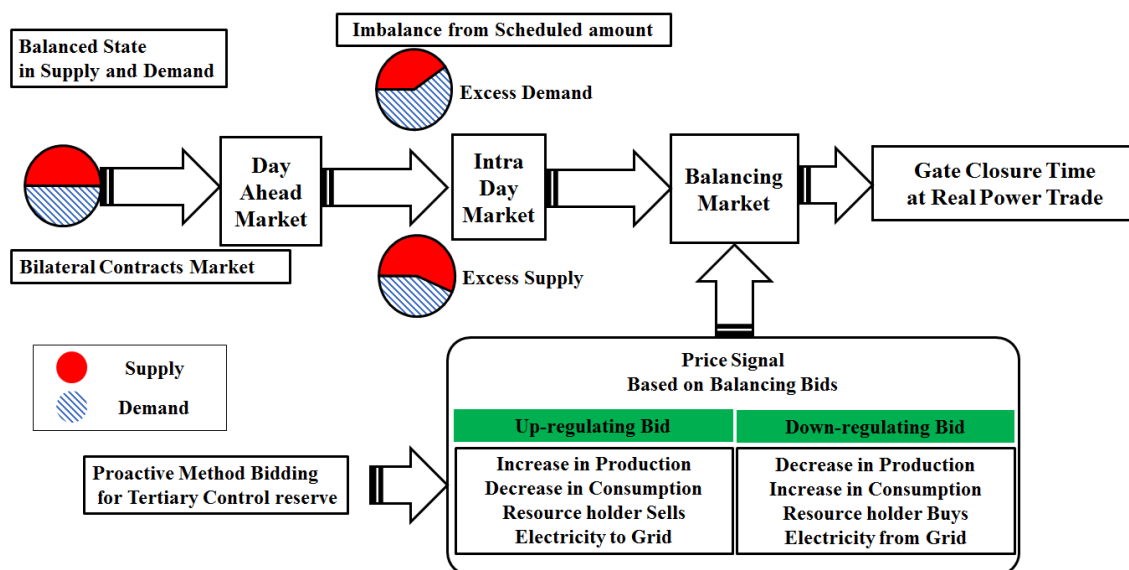 Imbalance from Scheduled amount
Balanced State
in Supply and Demand
Excess Demand
Day
Ahead
Market
Intra
Day
Market
Balancing
Market
Gate Closure Time
at Real Power Trade
Bilateral Contracts Market
Excess Supply
Supply
Demand
Price Signal
Based on Balancing Bids
Up-regulating Bid
Down-regulating Bid
Proactive Method Bidding
for Tertiary Control reserve
Increase in Production
Decrease in Consumption
Resource holder Sells
Electricity to Grid
Decrease in Production
Increase in Consumption
Resource holder Buys
Electricity from Grid